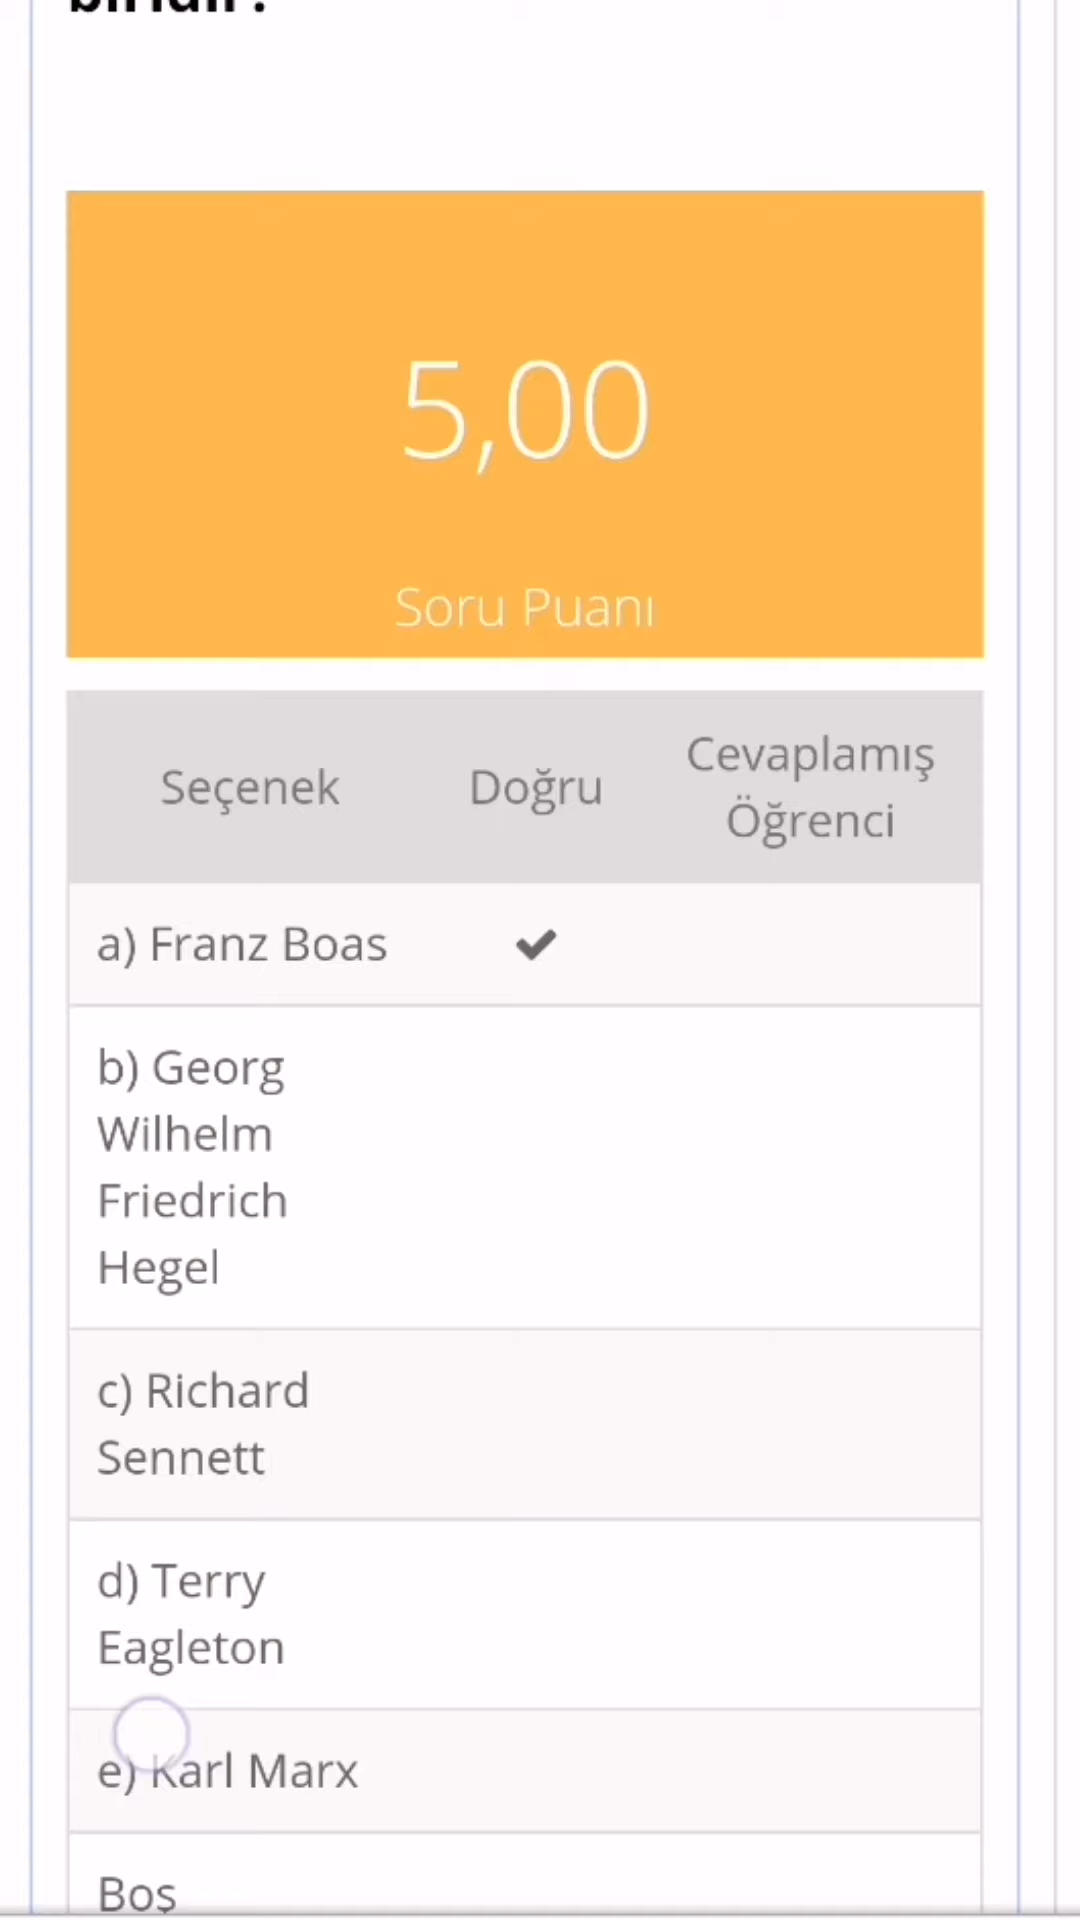 biridir?
5,00
Soru Puanı
Seçenek
Doğru
Cevaplamış
Öğrenci
a) Franz Boas
b) Georg
Wilhelm
Friedrich
Hegel
c) Richard
Sennett
d) Terry
Eagleton
e) Karl Marx
Boş